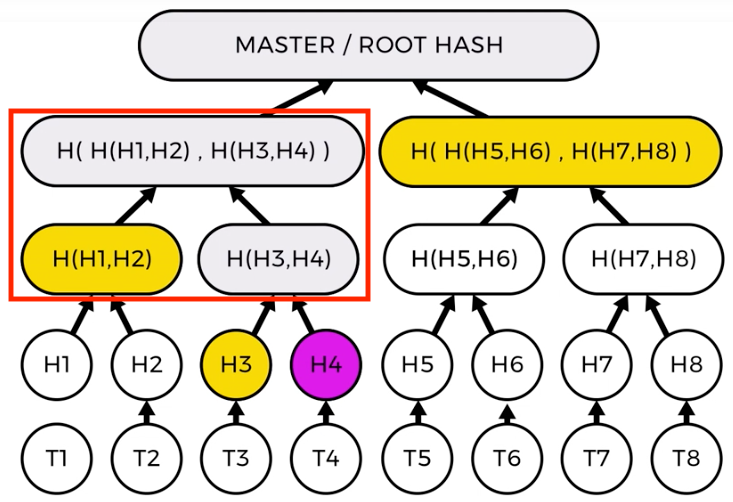 MASTER / ROOT HASH
H( H(H1,H2) , H(H3,H4) )
H( H(H5,H6) , H(H7,H8) )
H(H1,H2)
H(H3,H4)
H(H5,H6)
H(H7,H8)
H1
H2
H3
H4
H5
H6
H7
H8
T1
T2
T3
T4
T5
T6
T7
T8